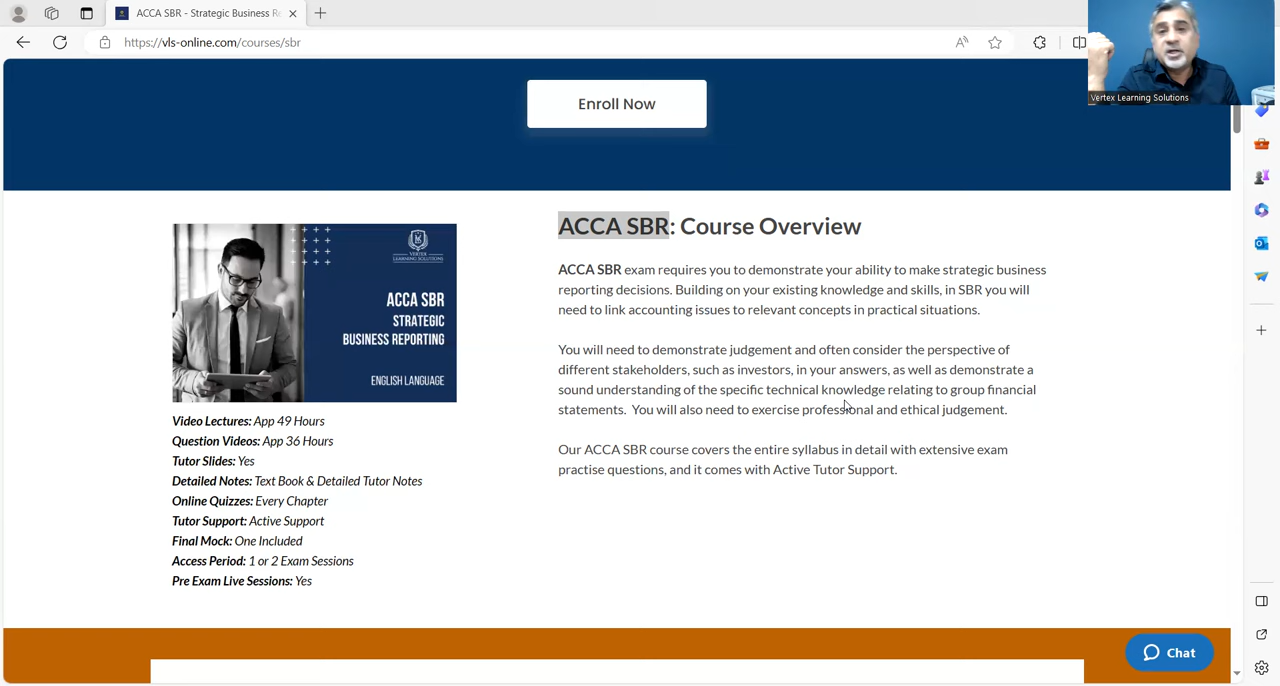 ACCA SBR - Strategic Business R
https://vls-online.com/courses/sbr
Vertex Learning Solutions
Enroll Now
VERTEX
LEARNING SOLUTIONS
ACCA SBR
STRATEGIC
BUSINESS REPORTING
ENGLISH LANGUAGE
Video Lectures: App 49 Hours
Question Videos: App 36 Hours
Tutor Slides: Yes
Detailed Notes: Text Book & Detailed Tutor Notes
Online Quizzes: Every Chapter
Tutor Support: Active Support
Final Mock: One Included
Access Period: 1 or 2 Exam Sessions
Pre Exam Live Sessions: Yes
ACCA SBR: Course Overview
ACCA SBR exam requires you to demonstrate your ability to make strategic business
reporting decisions. Building on your existing knowledge and skills, in SBR you will
need to link accounting issues to relevant concepts in practical situations.
You will need to demonstrate judgement and often consider the perspective of
different stakeholders, such as investors, in your answers, as well as demonstrate a
sound understanding of the specific technical knowledge relating to group financial
statements. You will also need to exercise professional and ethical judgement.
Our ACCA SBR course covers the entire syllabus in detail with extensive exam
practise questions, and it comes with Active Tutor Support.
Chat